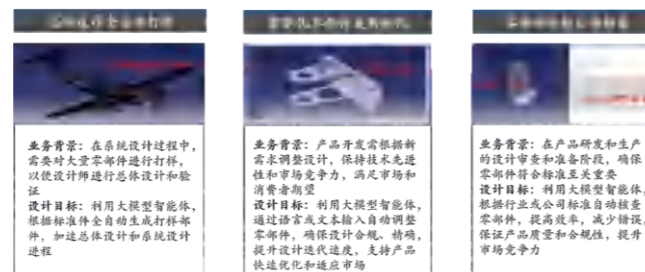 业务背景：在系统设计过程中，
需要对大量零部件进行打样，
以便设计师进行总体设计和验
证
设计目标：利用大模型智能体，
根据标准件全自动生成打样部
件，加速总体设计和系统设计
进程
业务背景：产品开发需根据新
需求调整设计，保持技术先进
性和市场竞争力，满足市场和
消费者期望
设计目标：利用大模型智能体，
通过语言或文本输入自动调整
零部件，确保设计合规、精确，
提升设计迭代速度，支持产品
快速优化和适应市场
业务背景：在产品研发和生产
的设计审查和准备阶段，确保
零部件符合标准至关重要
设计目标：利用大模型智能体，
根据行业或公司标准自动核查
零部件，提高效率，减少错误，
保证产品质量和合规性，提升
市场竞争力